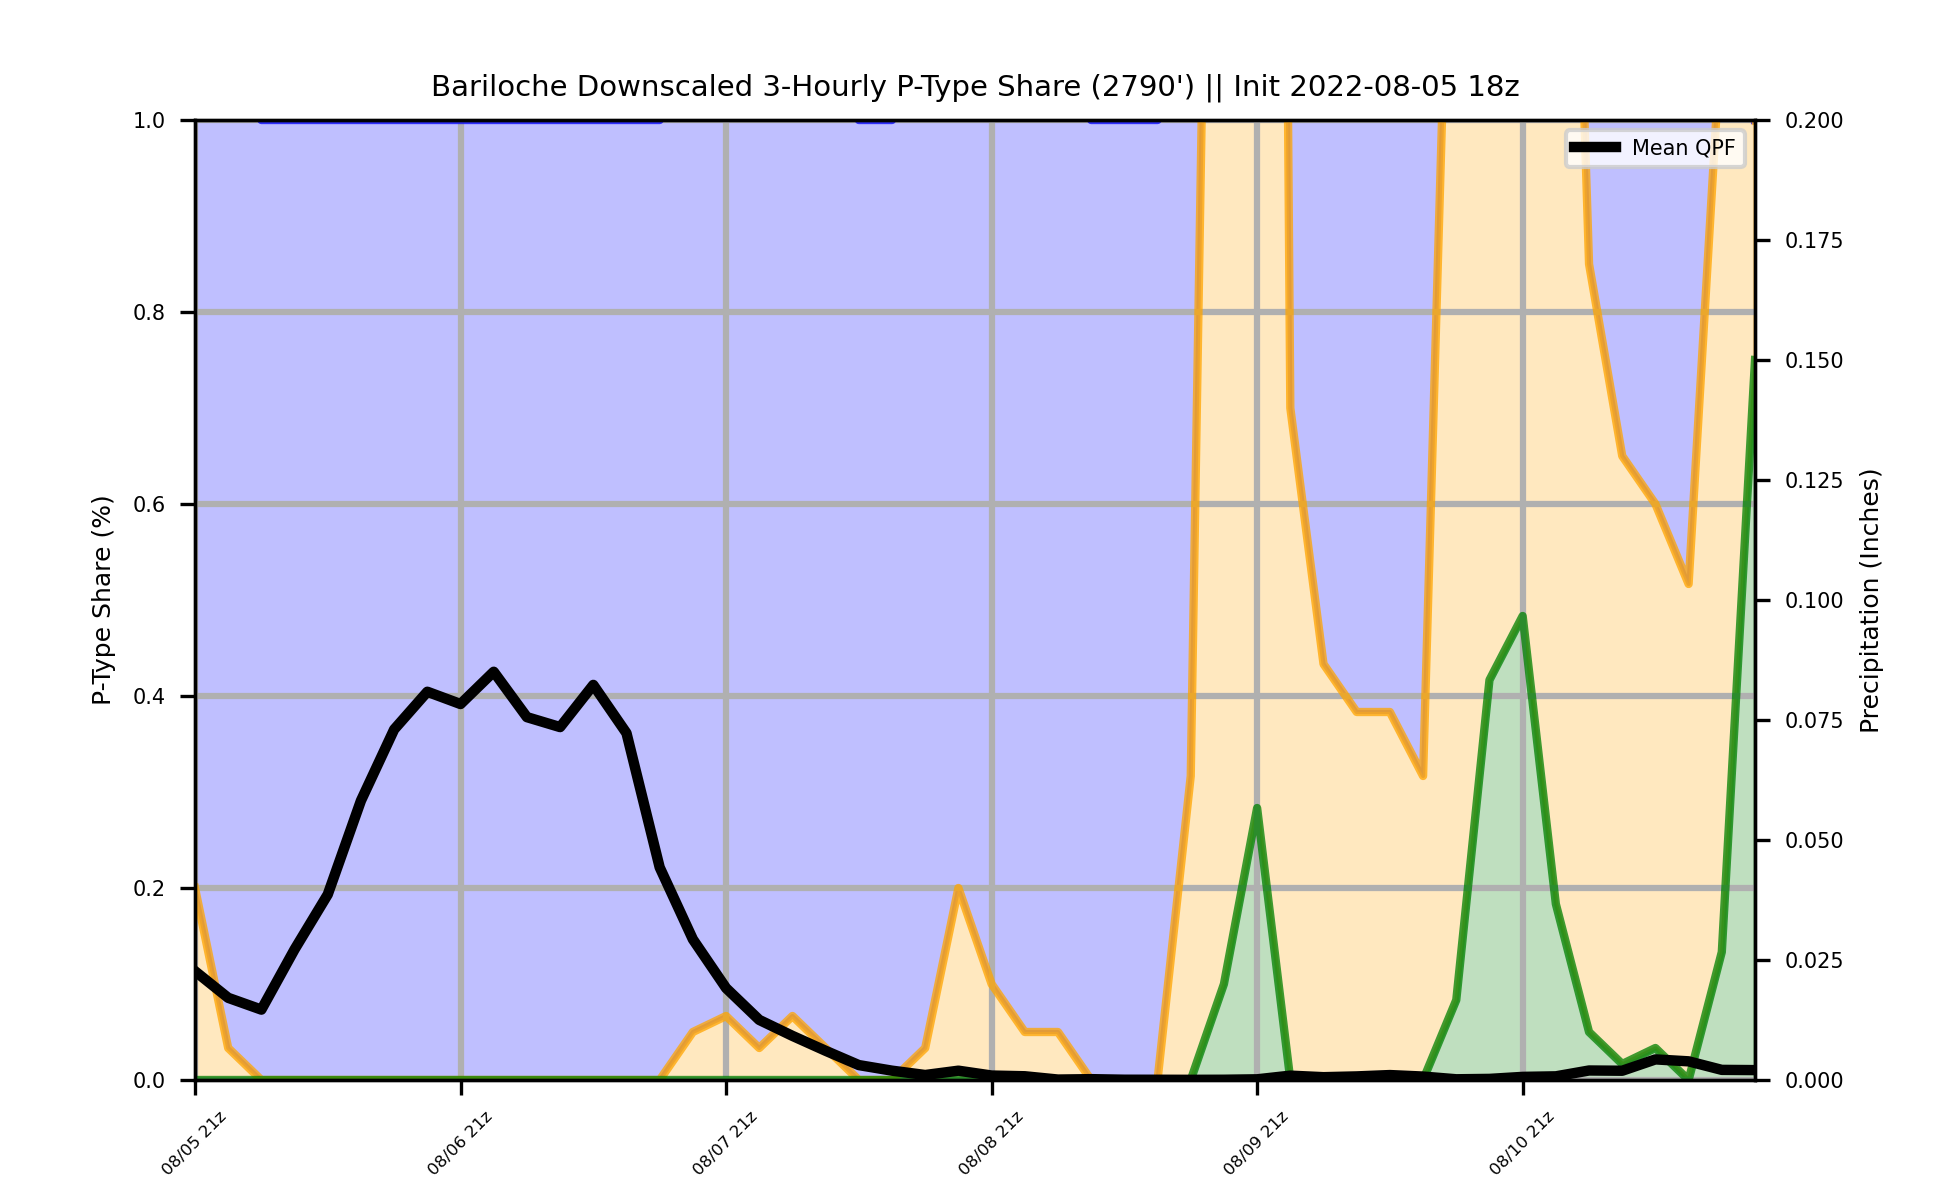 Bariloche Downscaled 3-Hourly P-Type Share (2790') || Init 2022-08-05 18z
Mean QPF
1.0
0.8
0.6
0.4
0.2
0.0
P-Type Share (%)
0.200
0.175
0.150
0.125
0.100
0.075
0.050
0.025
0.000
Precipitation (Inches)
08/05 21z
08/06 21z
08/07 21z
08/08 21z
08/09 21z
08/10 21z